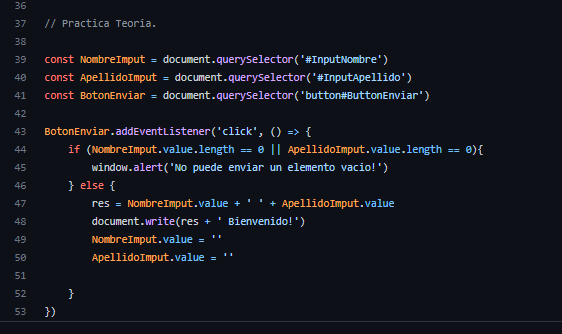 36
37 // Practica Teoria.
38
39 const NombreImput = document.querySelector('#InputNombre')
40 const ApellidoImput = document.querySelector('#InputApellido')
41 const BotonEnviar = document.querySelector('button#ButtonEnviar')
42
43 BotonEnviar.addEventListener('click', () => {
44     if (NombreImput.value.length == 0 || ApellidoImput.value.length == 0){
45         window.alert('No puede enviar un elemento vacio!')
46     } else {
47         res = NombreImput.value + ' ' + ApellidoImput.value
48         document.write(res + ' Bienvenido!')
49         NombreImput.value = ''
50         ApellidoImput.value = ''
51
52     }
53 })